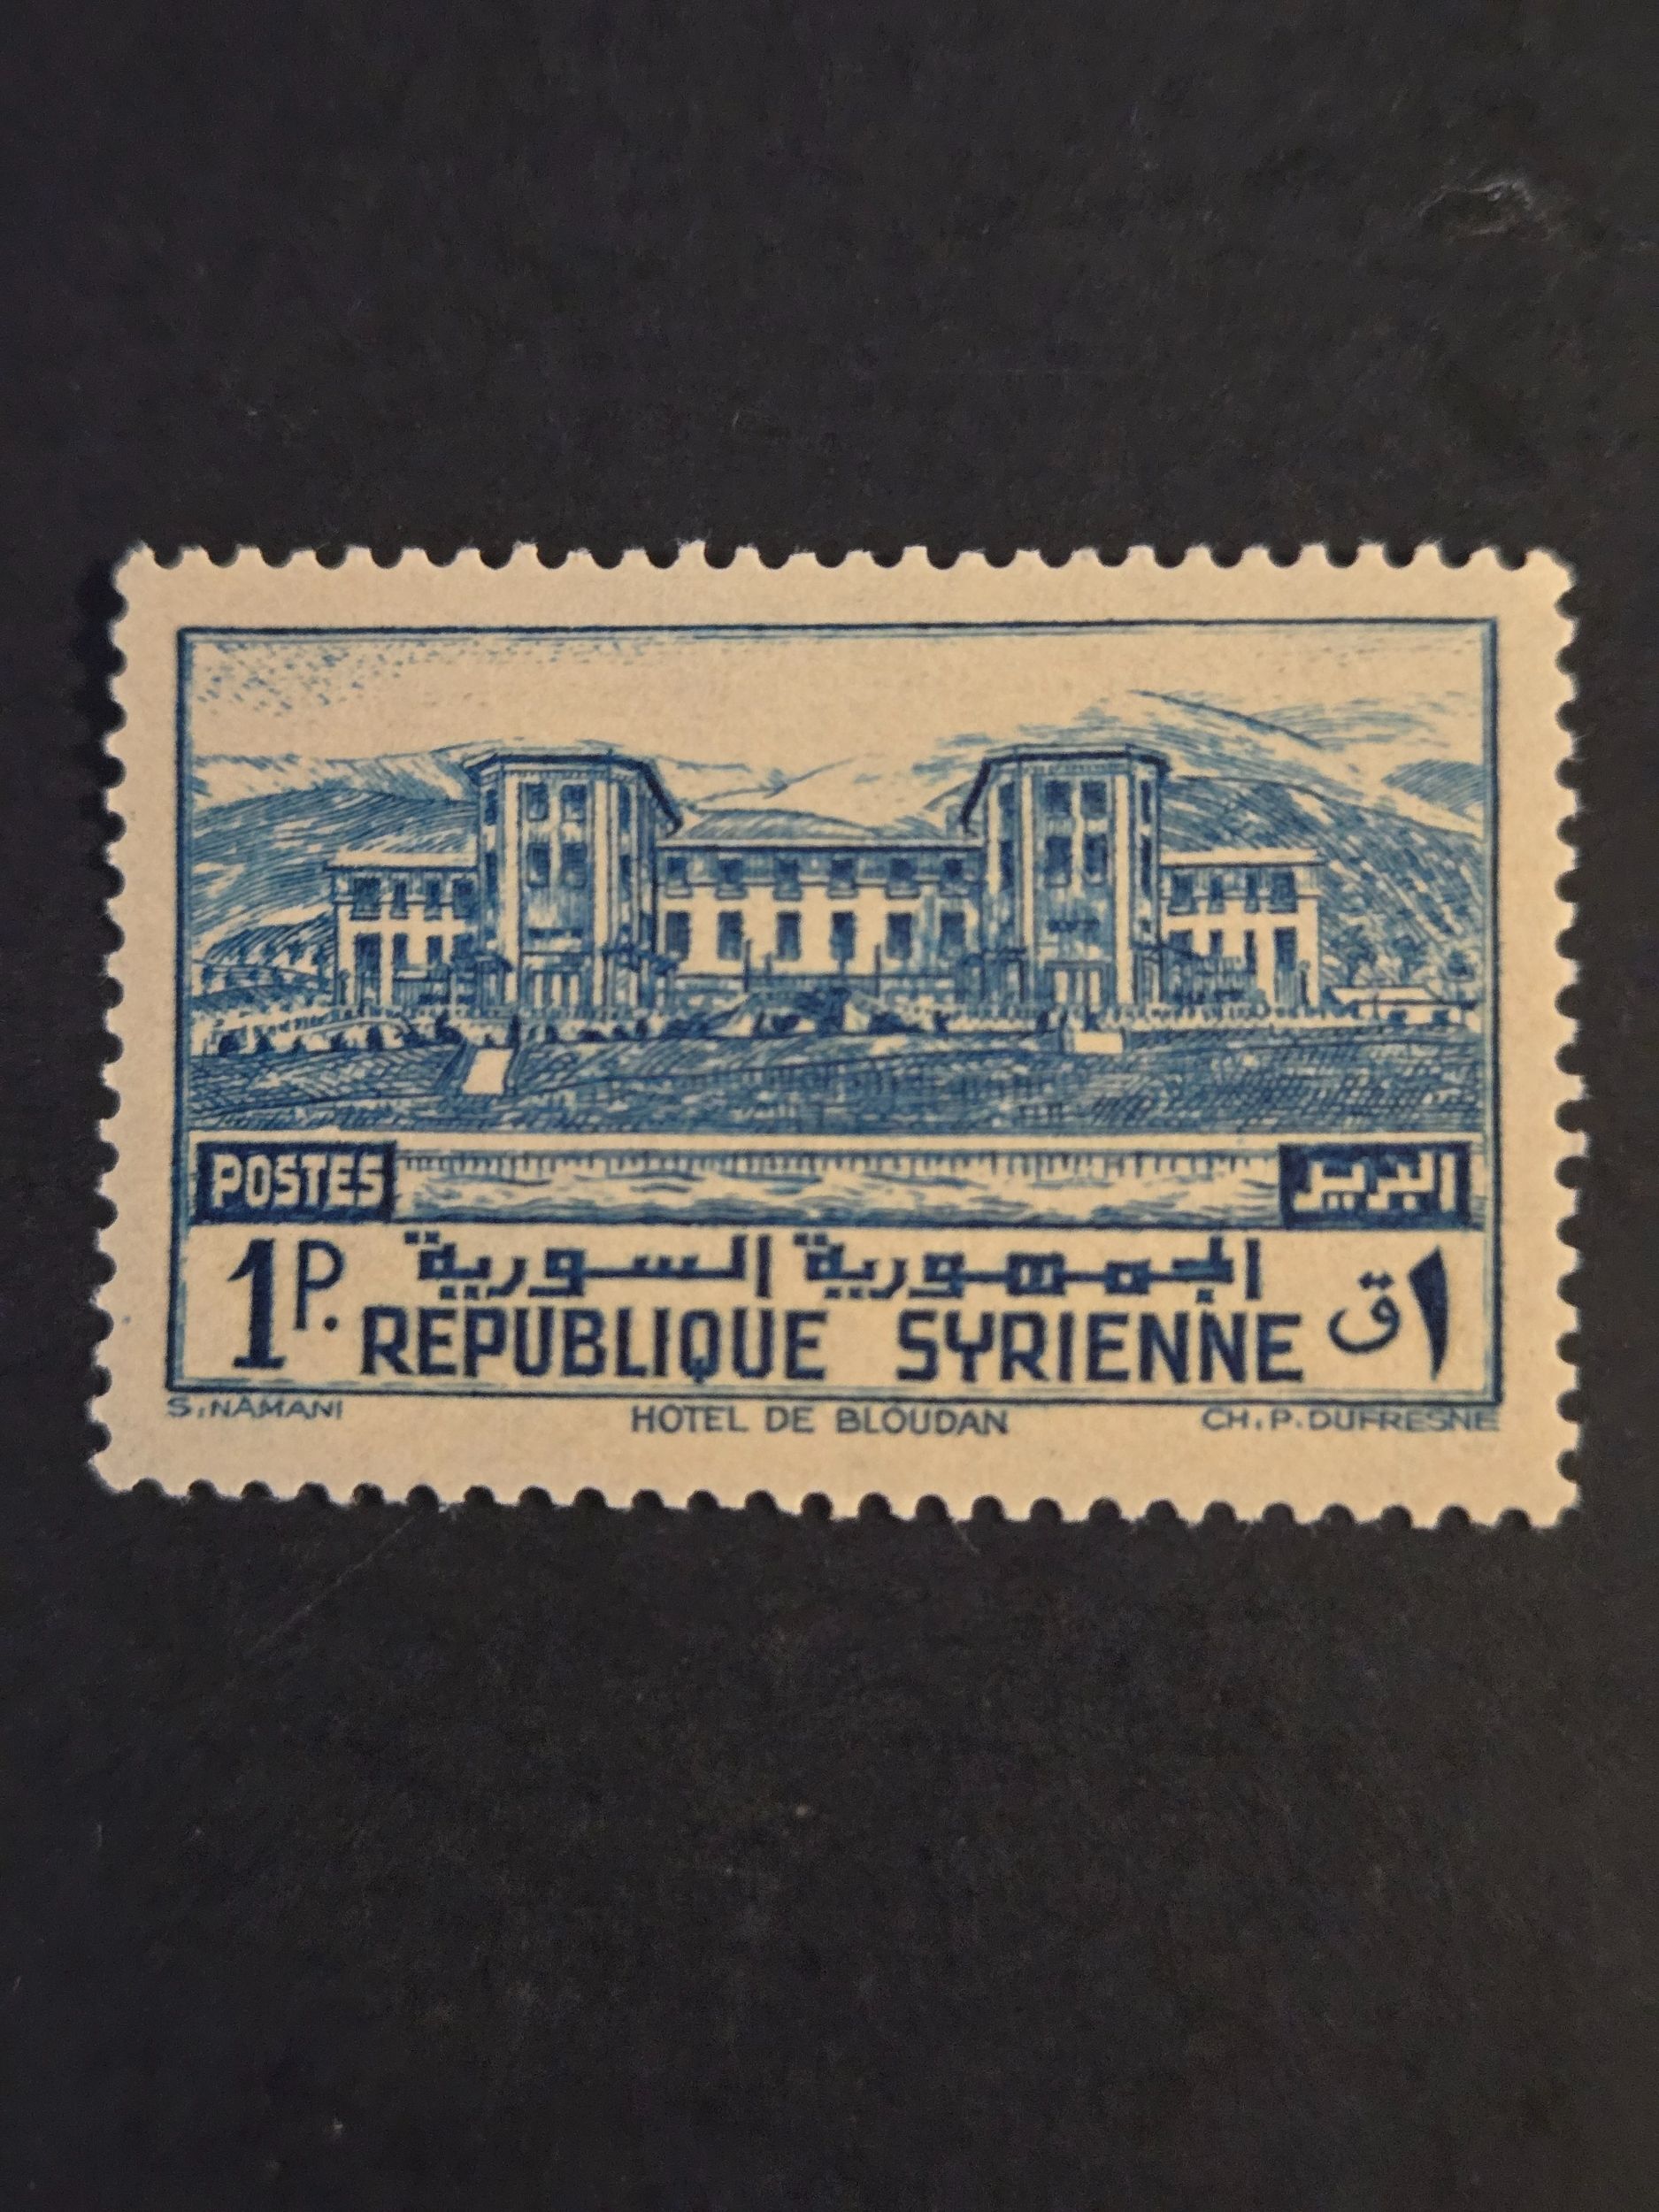 POSTES البريد
1P. الجمهورية السورية ١ق
REPUBLIQUE SYRIENNE
S.NAMANI HOTEL DE BLOUDAN CH.P.DUFRESNE